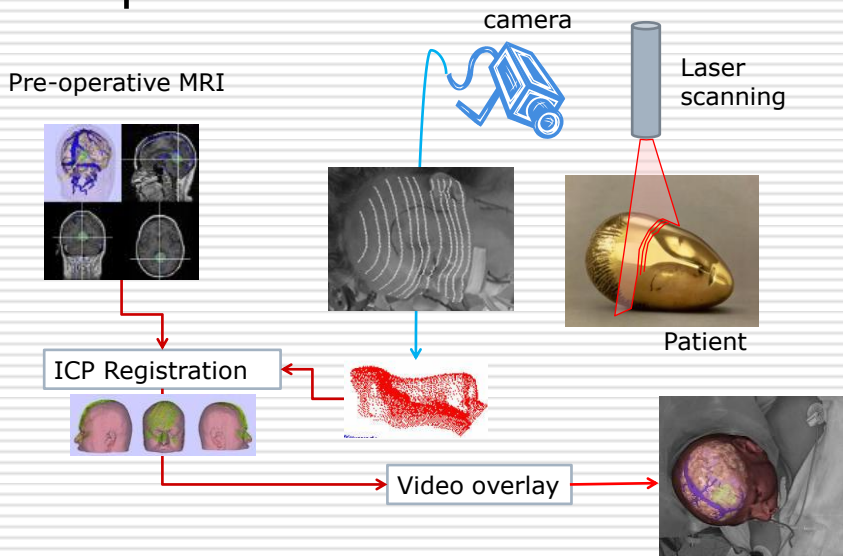 camera
Pre-operative MRI
Laser
scanning
Patient
ICP Registration
Video overlay